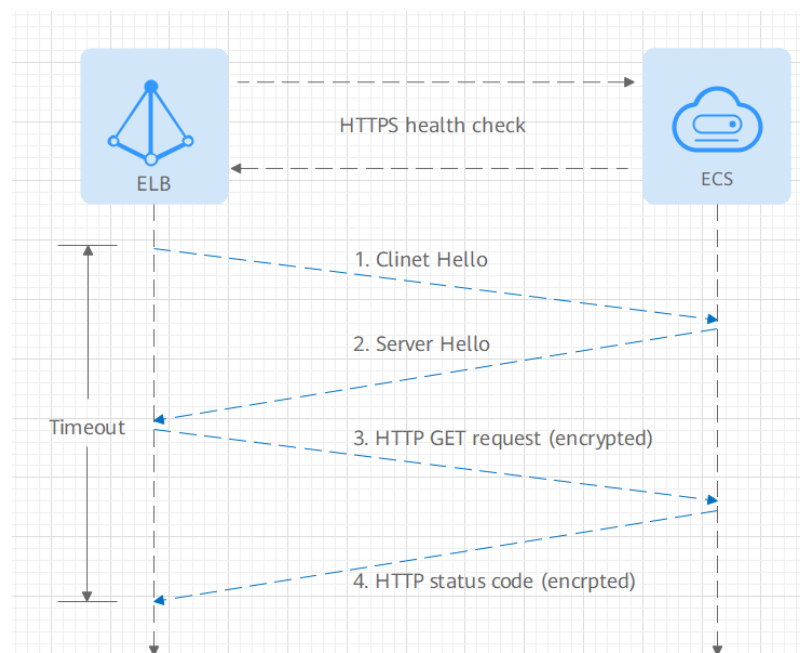 HTTPS health check
ELB
ECS
1. Clinet Hello
2. Server Hello
Timeout
3. HTTP GET request (encrypted)
4. HTTP status code (encrpted)